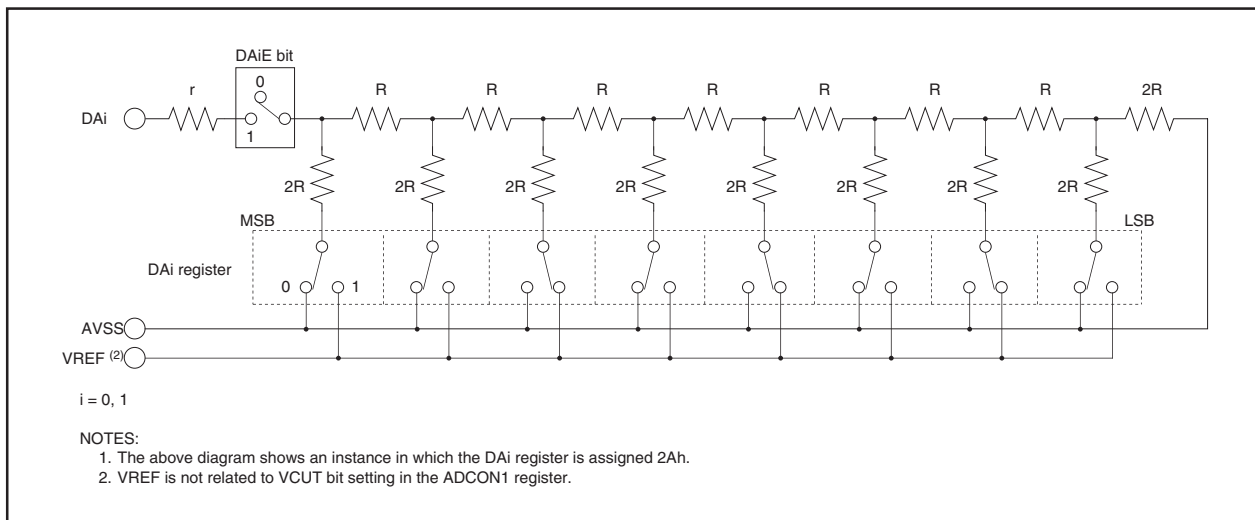 DAiE bit
r
0
1
R R R R R R R 2R
DAi
2R 2R 2R 2R 2R 2R 2R 2R
MSB
LSB
DAi register
0 1
AVSS
VREF (2)
i = 0, 1
NOTES:
1. The above diagram shows an instance in which the DAi register is assigned 2Ah.
2. VREF is not related to VCUT bit setting in the ADCON1 register.